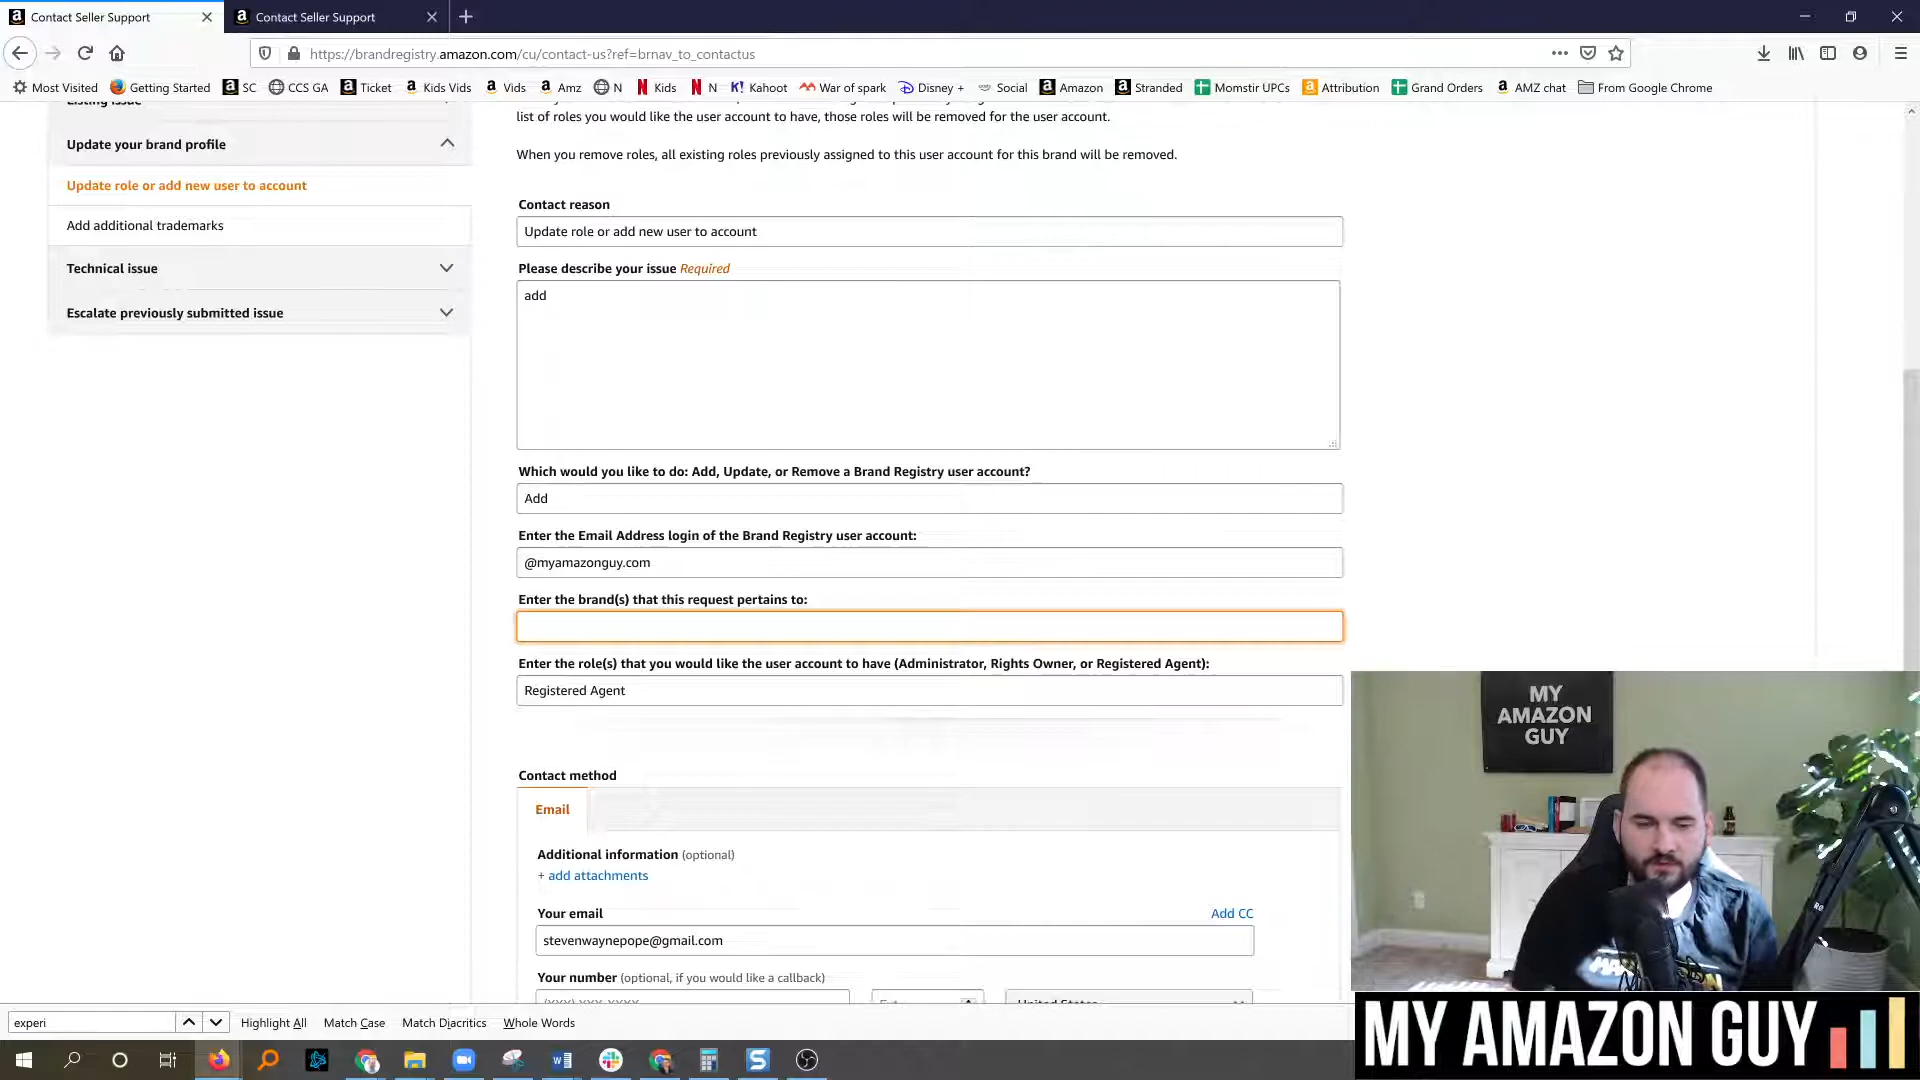 Contact Seller Support
Contact Seller Support
https://brandregistry.amazon.com/cu/contact-us?ref=brnav_to_contactus
Most Visited Getting Started SC CCS GA Ticket Kids Vids Vids Amz N Kids N Kahoot War of spark Disney + Social Amazon Stranded Momstir UPCs Attribution Grand Orders AMZ chat From Google Chrome
Listing issue
Update your brand profile
Update role or add new user to account
Add additional trademarks
Technical issue
Escalate previously submitted issue
list of roles you would like the user account to have, those roles will be removed for the user account.
When you remove roles, all existing roles previously assigned to this user account for this brand will be removed.
Contact reason
Update role or add new user to account
Please describe your issue Required
add
Which would you like to do: Add, Update, or Remove a Brand Registry user account?
Add
Enter the Email Address login of the Brand Registry user account:
@myamazonguy.com
Enter the brand(s) that this request pertains to:
Enter the role(s) that you would like the user account to have (Administrator, Rights Owner, or Registered Agent):
Registered Agent
Contact method
Email
Additional information (optional)
+ add attachments
Your email Add CC
stevenwaynepope@gmail.com
Your number (optional, if you would like a callback)
United States
MY
AMAZON
GUY
experi Highlight All Match Case Match Diacritics Whole Words
MY AMAZON GUY